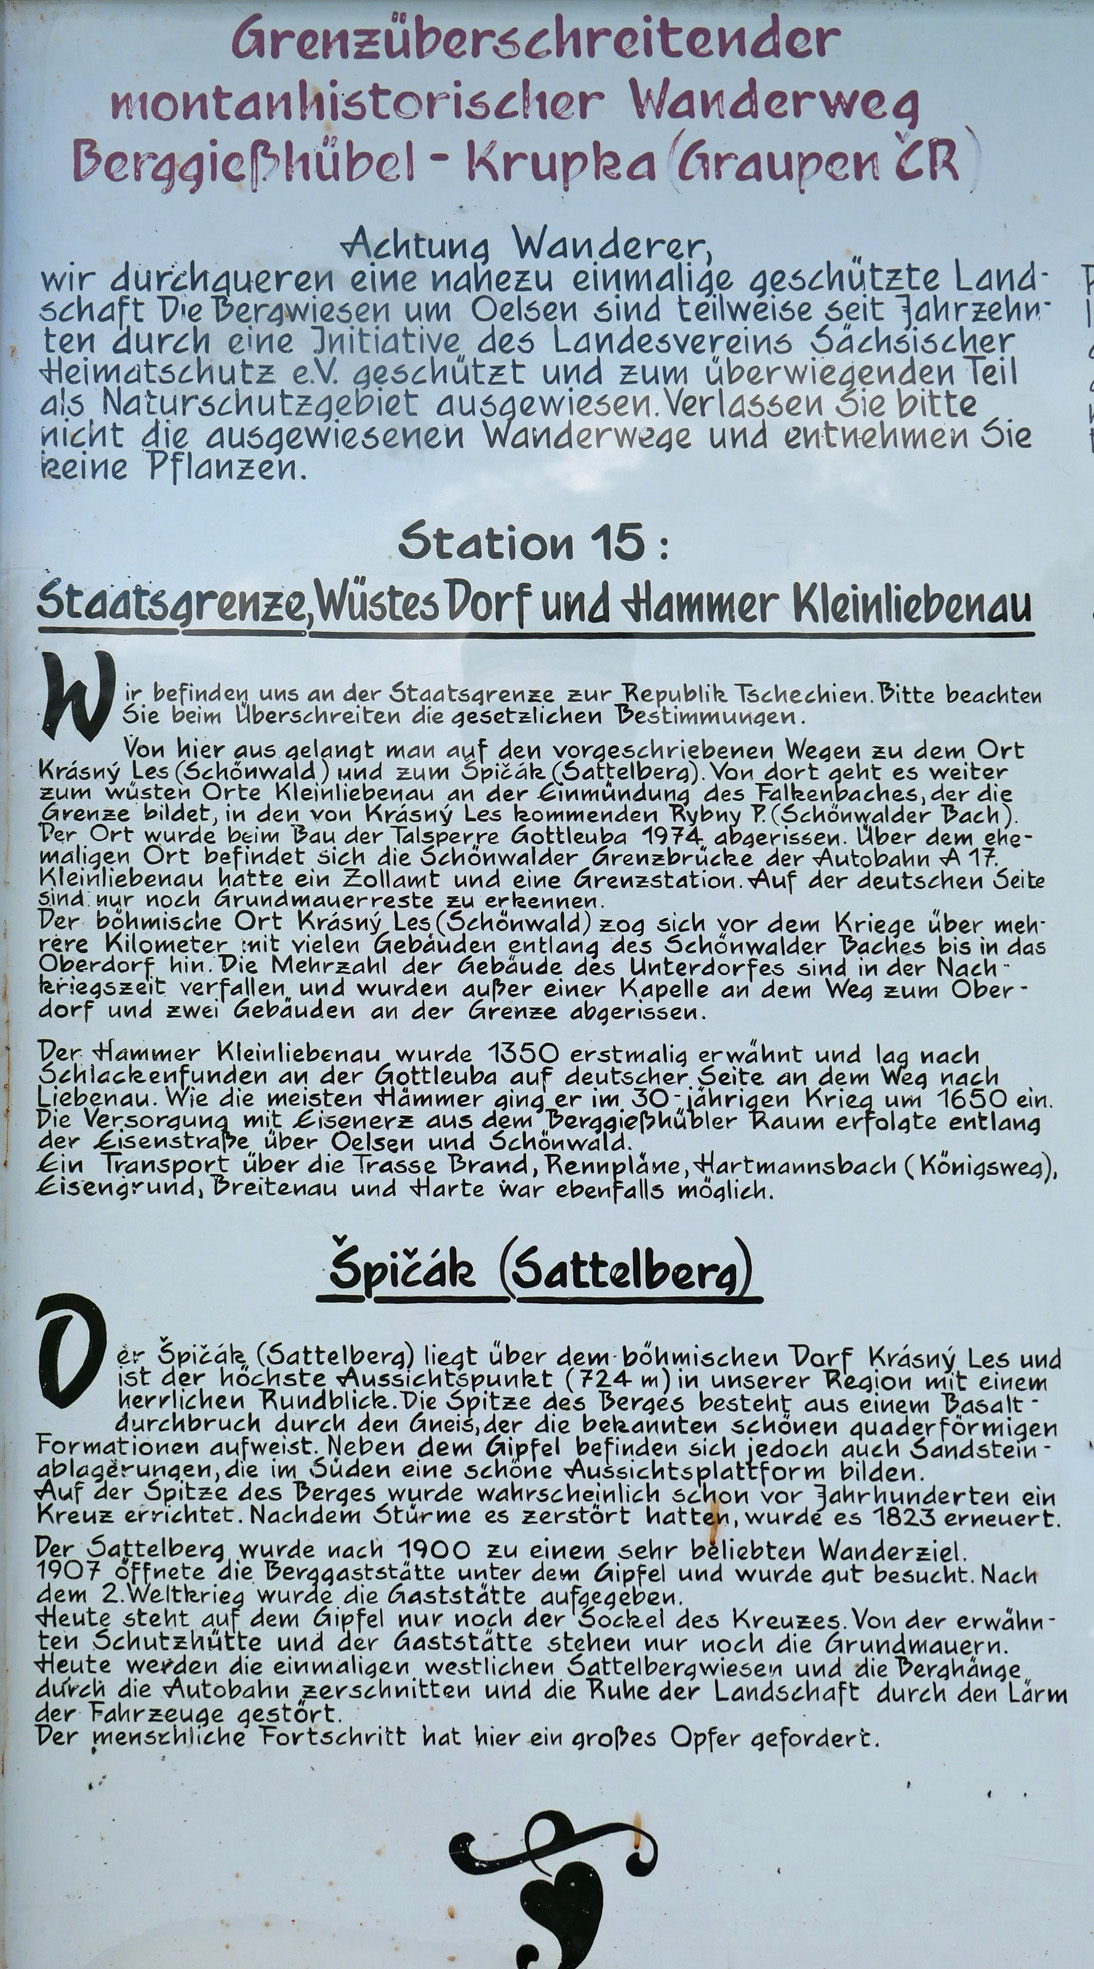 Grenzüberschreitender
montanhistorischer Wanderweg
Berggießhübel - Krupka (Graupen ČR)
Achtung Wanderer,
wir durchqueren eine nahezu einmalige geschützte Land-
schaft Die Bergwiesen um Oelsen sind teilweise seit Jahrzehn-
ten durch eine Initiative des Landesvereins Sächsischer
Heimatschutz e.V. geschützt und zum überwiegenden Teil
als Naturschutzgebiet ausgewiesen. Verlassen Sie bitte
nicht die ausgewiesenen Wanderwege und entnehmen Sie
keine Pflanzen.
Station 15:
Staatsgrenze, Wüstes Dorf und Hammer Kleinliebenau
Wir befinden uns an der Staatsgrenze zur Republik Tschechien. Bitte beachten
Sie beim Überschreiten die gesetzlichen Bestimmungen.
Von hier aus gelangt man auf den vorgeschriebenen Wegen zu dem Ort
Krásný Les (Schönwald) und zum Špičák (Sattelberg). Von dort geht es weiter
zum wüsten Orte Kleinliebenau an der Einmündung des Falkenbaches, der die
Grenze bildet, in den von Krásný Les kommenden Rybny P. (Schönwalder Bach).
Der Ort wurde beim Bau der Talsperre Gottleuba 1974 abgerissen. Über dem ehe-
maligen Ort befindet sich die Schönwalder Grenzbrücke der Autobahn A 17.
Kleinliebenau hatte ein Zollamt und eine Grenzstation. Auf der deutschen Seite
sind nur noch Grundmauerreste zu erkennen.
Der böhmische Ort Krásný Les (Schönwald) zog sich vor dem Kriege über meh-
rere Kilometer mit vielen Gebäuden entlang des Schönwalder Baches bis in das
Oberdorf hin. Die Mehrzahl der Gebäude des Unterdorfes sind in der Nach-
kriegszeit verfallen und wurden außer einer Kapelle an dem Weg zum Ober-
dorf und zwei Gebäuden an der Grenze abgerissen.
Der Hammer Kleinliebenau wurde 1350 erstmalig erwähnt und lag nach
Schlackenfunden an der Gottleuba auf deutscher Seite an dem Weg nach
Liebenau. Wie die meisten Hämmer ging er im 30-jährigen Krieg um 1650 ein.
Die Versorgung mit Eisenerz aus dem Berggießhübler Raum erfolgte entlang
der Eisenstraße über Oelsen und Schönwald.
Ein Transport über die Trasse Brand, Rennpläne, Hartmannsbach (Königsweg),
Eisengrund, Breitenau und Harte war ebenfalls möglich.
Špičák (Sattelberg)
Der Špičák (Sattelberg) liegt über dem böhmischen Dorf Krásný Les und
ist der höchste Aussichtspunkt (724 m) in unserer Region mit einem
herrlichen Rundblick. Die Spitze des Berges besteht aus einem Basalt-
durchbruch durch den Gneis, der die bekannten schönen quaderförmigen
Formationen aufweist. Neben dem Gipfel befinden sich jedoch auch Sandstein-
ablagerungen, die im Süden eine schöne Aussichtsplattform bilden.
Auf der Spitze des Berges wurde wahrscheinlich schon vor Jahrhunderten ein
Kreuz errichtet. Nachdem Stürme es zerstört hatten, wurde es 1823 erneuert.
Der Sattelberg wurde nach 1900 zu einem sehr beliebten Wanderziel.
1907 öffnete die Berggaststätte unter dem Gipfel und wurde gut besucht. Nach
dem 2. Weltkrieg wurde die Gaststätte aufgegeben.
Heute steht auf dem Gipfel nur noch der Sockel des Kreuzes. Von der erwähn-
ten Schutzhütte und der Gaststätte stehen nur noch die Grundmauern.
Heute werden die einmaligen westlichen Sattelbergwiesen und die Berghänge
durch die Autobahn zerschnitten und die Ruhe der Landschaft durch den Lärm
der Fahrzeuge gestört.
Der menschliche Fortschritt hat hier ein großes Opfer gefordert.